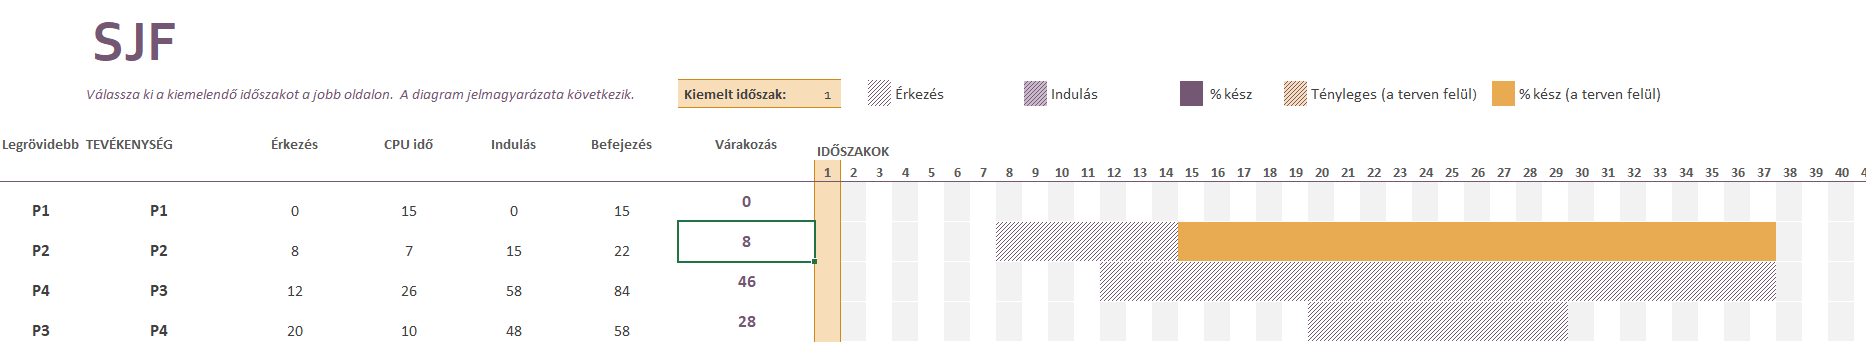 SJF
Válassza ki a kiemelendő időszakot a jobb oldalon. A diagram jelmagyarázata következik.
Kiemelt időszak: 1
Érkezés
Indulás
% kész
Tényleges (a terven felül)
% kész (a terven felül)
Legrövidebb TEVÉKENYSÉG Érkezés CPU idő Indulás Befejezés Várakozás
IDŐSZAKOK
1 2 3 4 5 6 7 8 9 10 11 12 13 14 15 16 17 18 19 20 21 22 23 24 25 26 27 28 29 30 31 32 33 34 35 36 37 38 39 40
P1 P1 0 15 0 15 0
P2 P2 8 7 15 22 8
P4 P3 12 26 58 84 46
P3 P4 20 10 48 58 28